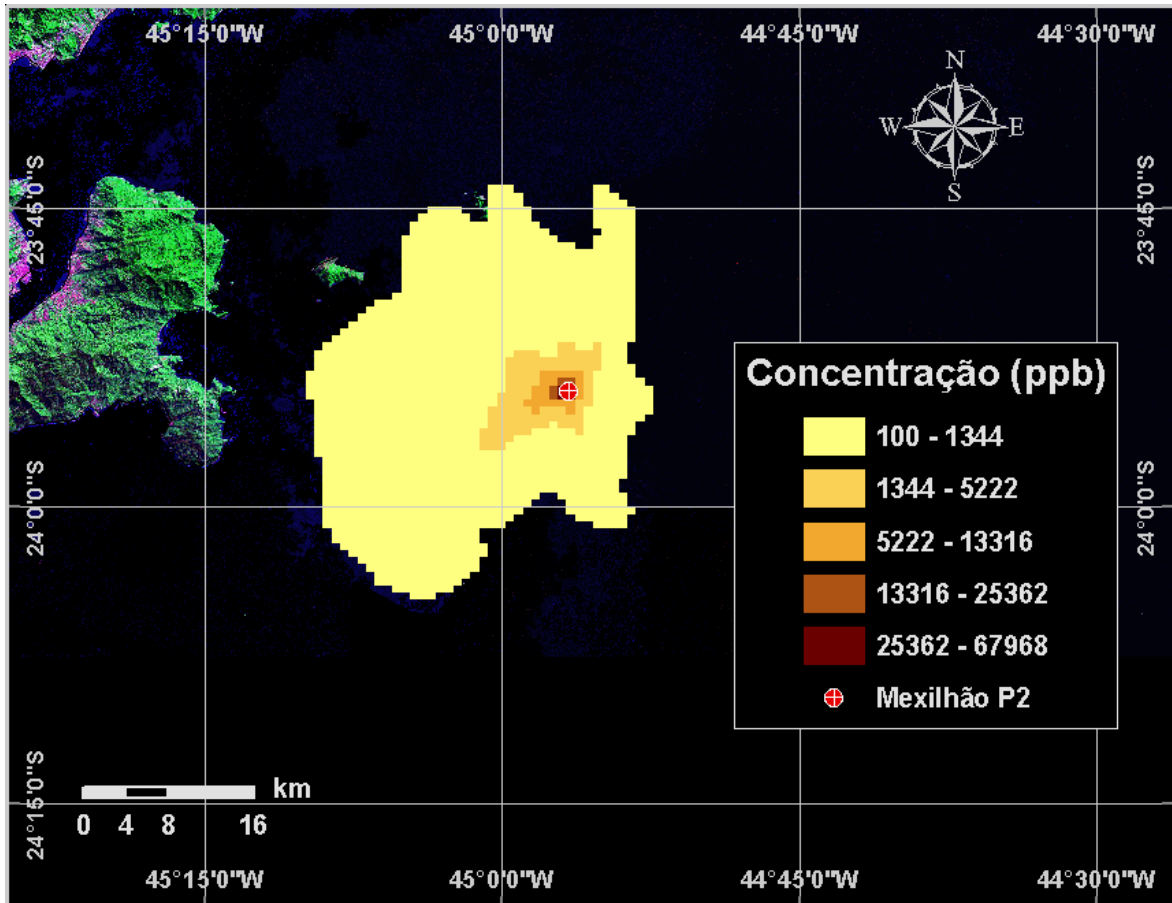 45°15'0"W 45°0'0"W 44°45'0"W 44°30'0"W
N
W E
S
23°45'0"S 23°45'0"S
Concentração (ppb)
100 - 1344
1344 - 5222
5222 - 13316
13316 - 25362
25362 - 67968
Mexilhão P2
24°0'0"S 24°0'0"S
km
0 4 8 16
24°15'0"S 24°15'0"S
45°15'0"W 45°0'0"W 44°45'0"W 44°30'0"W